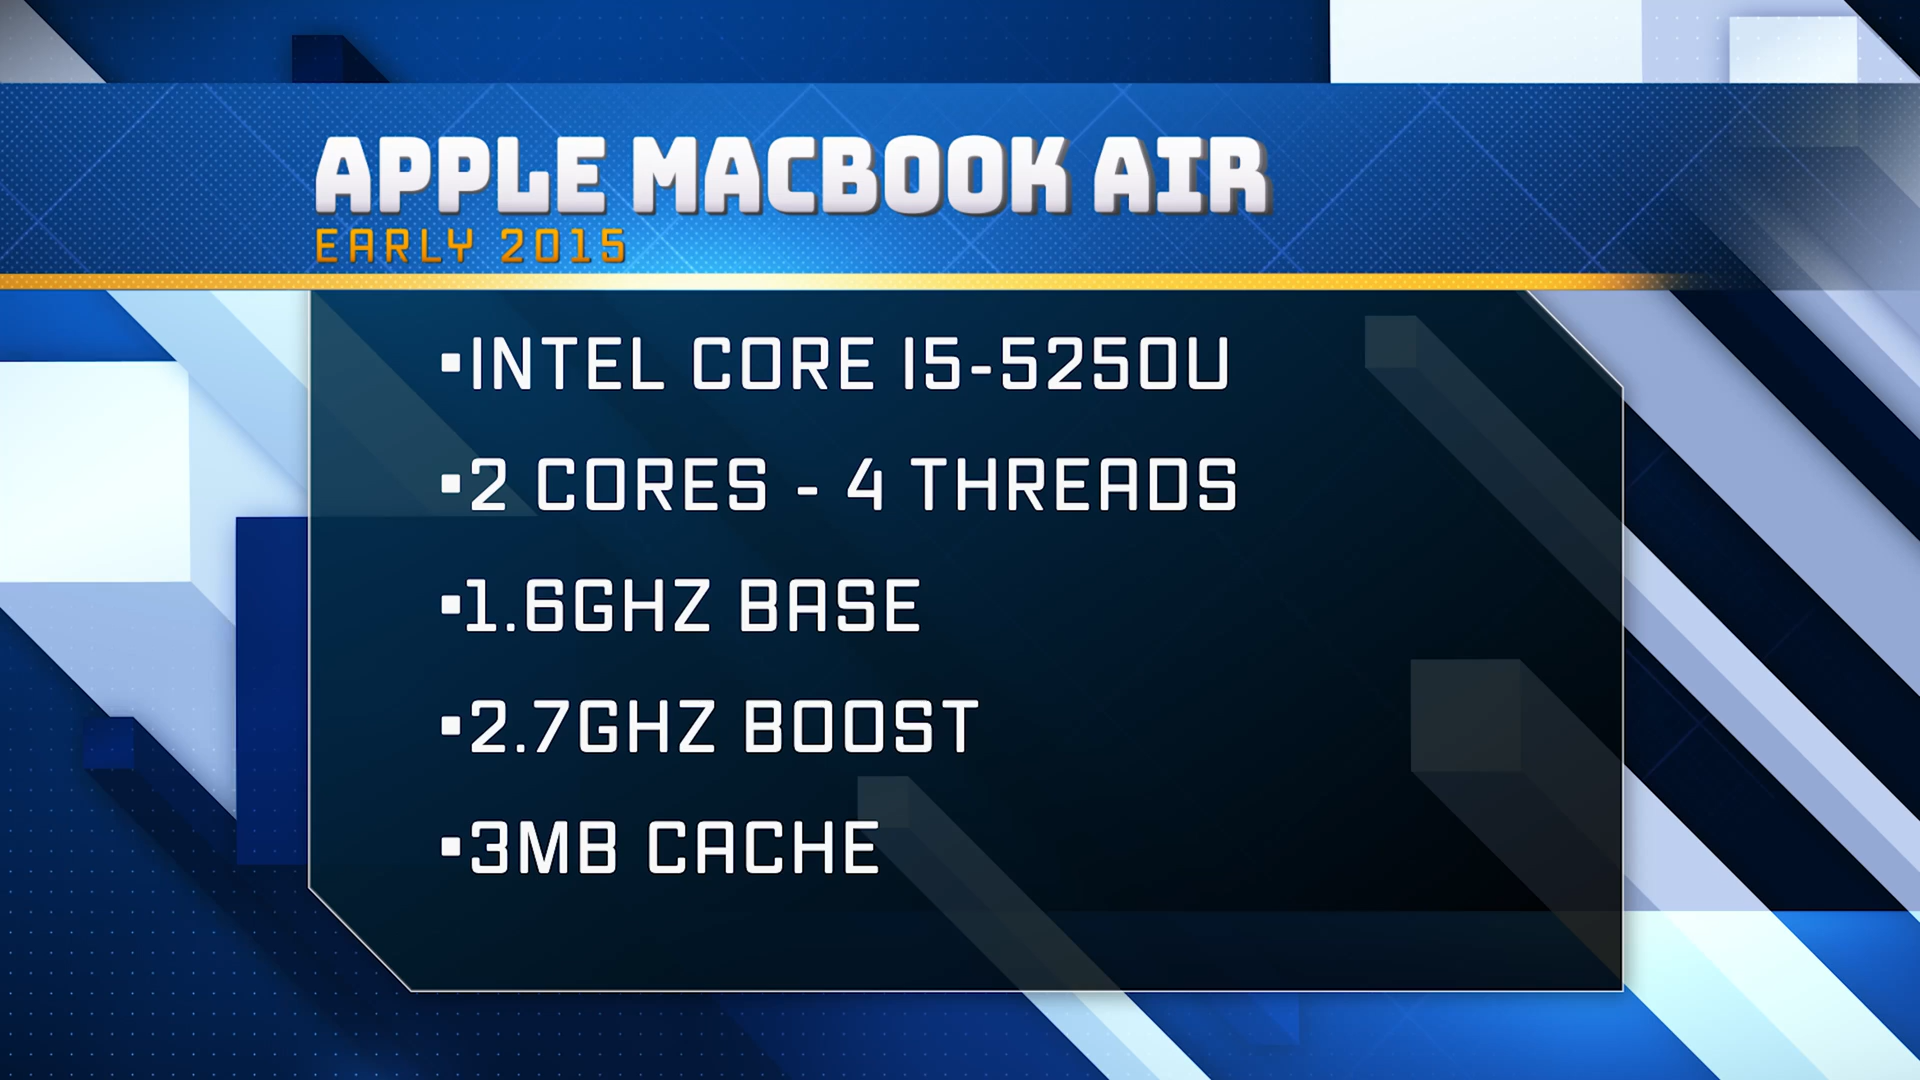 APPLE MACBOOK AIR
EARLY 2015
▪INTEL CORE I5-5250U
▪2 CORES - 4 THREADS
▪1.6GHZ BASE
▪2.7GHZ BOOST
▪3MB CACHE